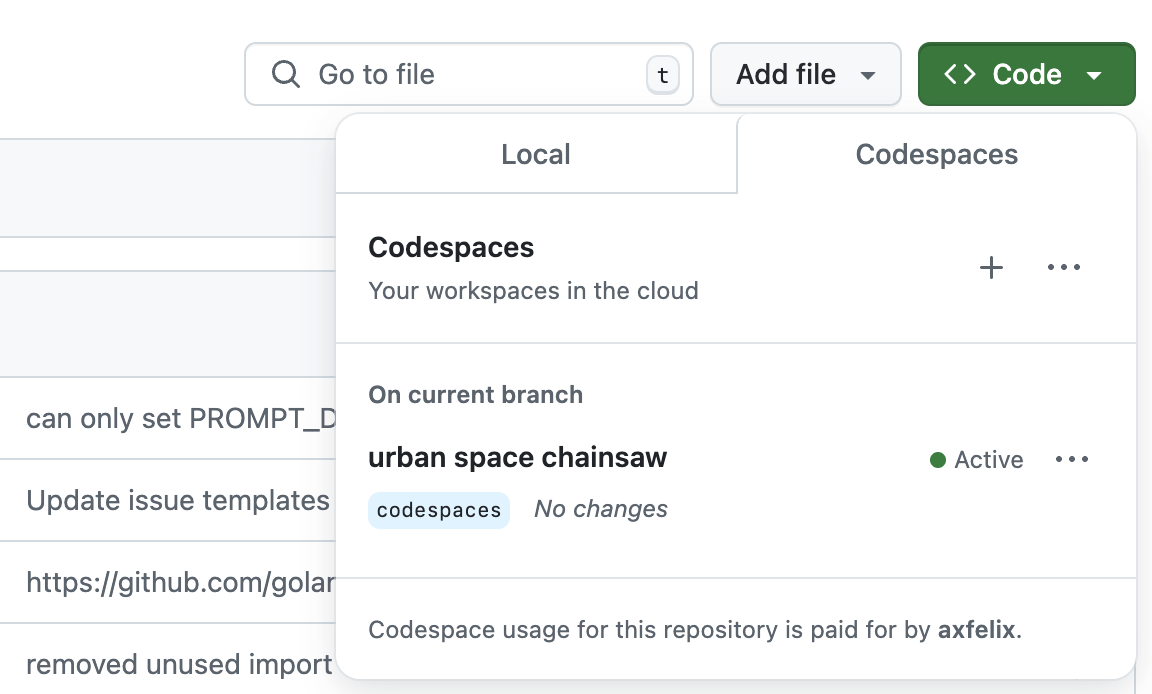 Go to file
t
Add file
Code
Local
Codespaces
Codespaces
Your workspaces in the cloud
On current branch
urban space chainsaw
Active
codespaces
No changes
Codespace usage for this repository is paid for by axfelix.
can only set PROMPT_D
Update issue templates
https://github.com/golan
removed unused import